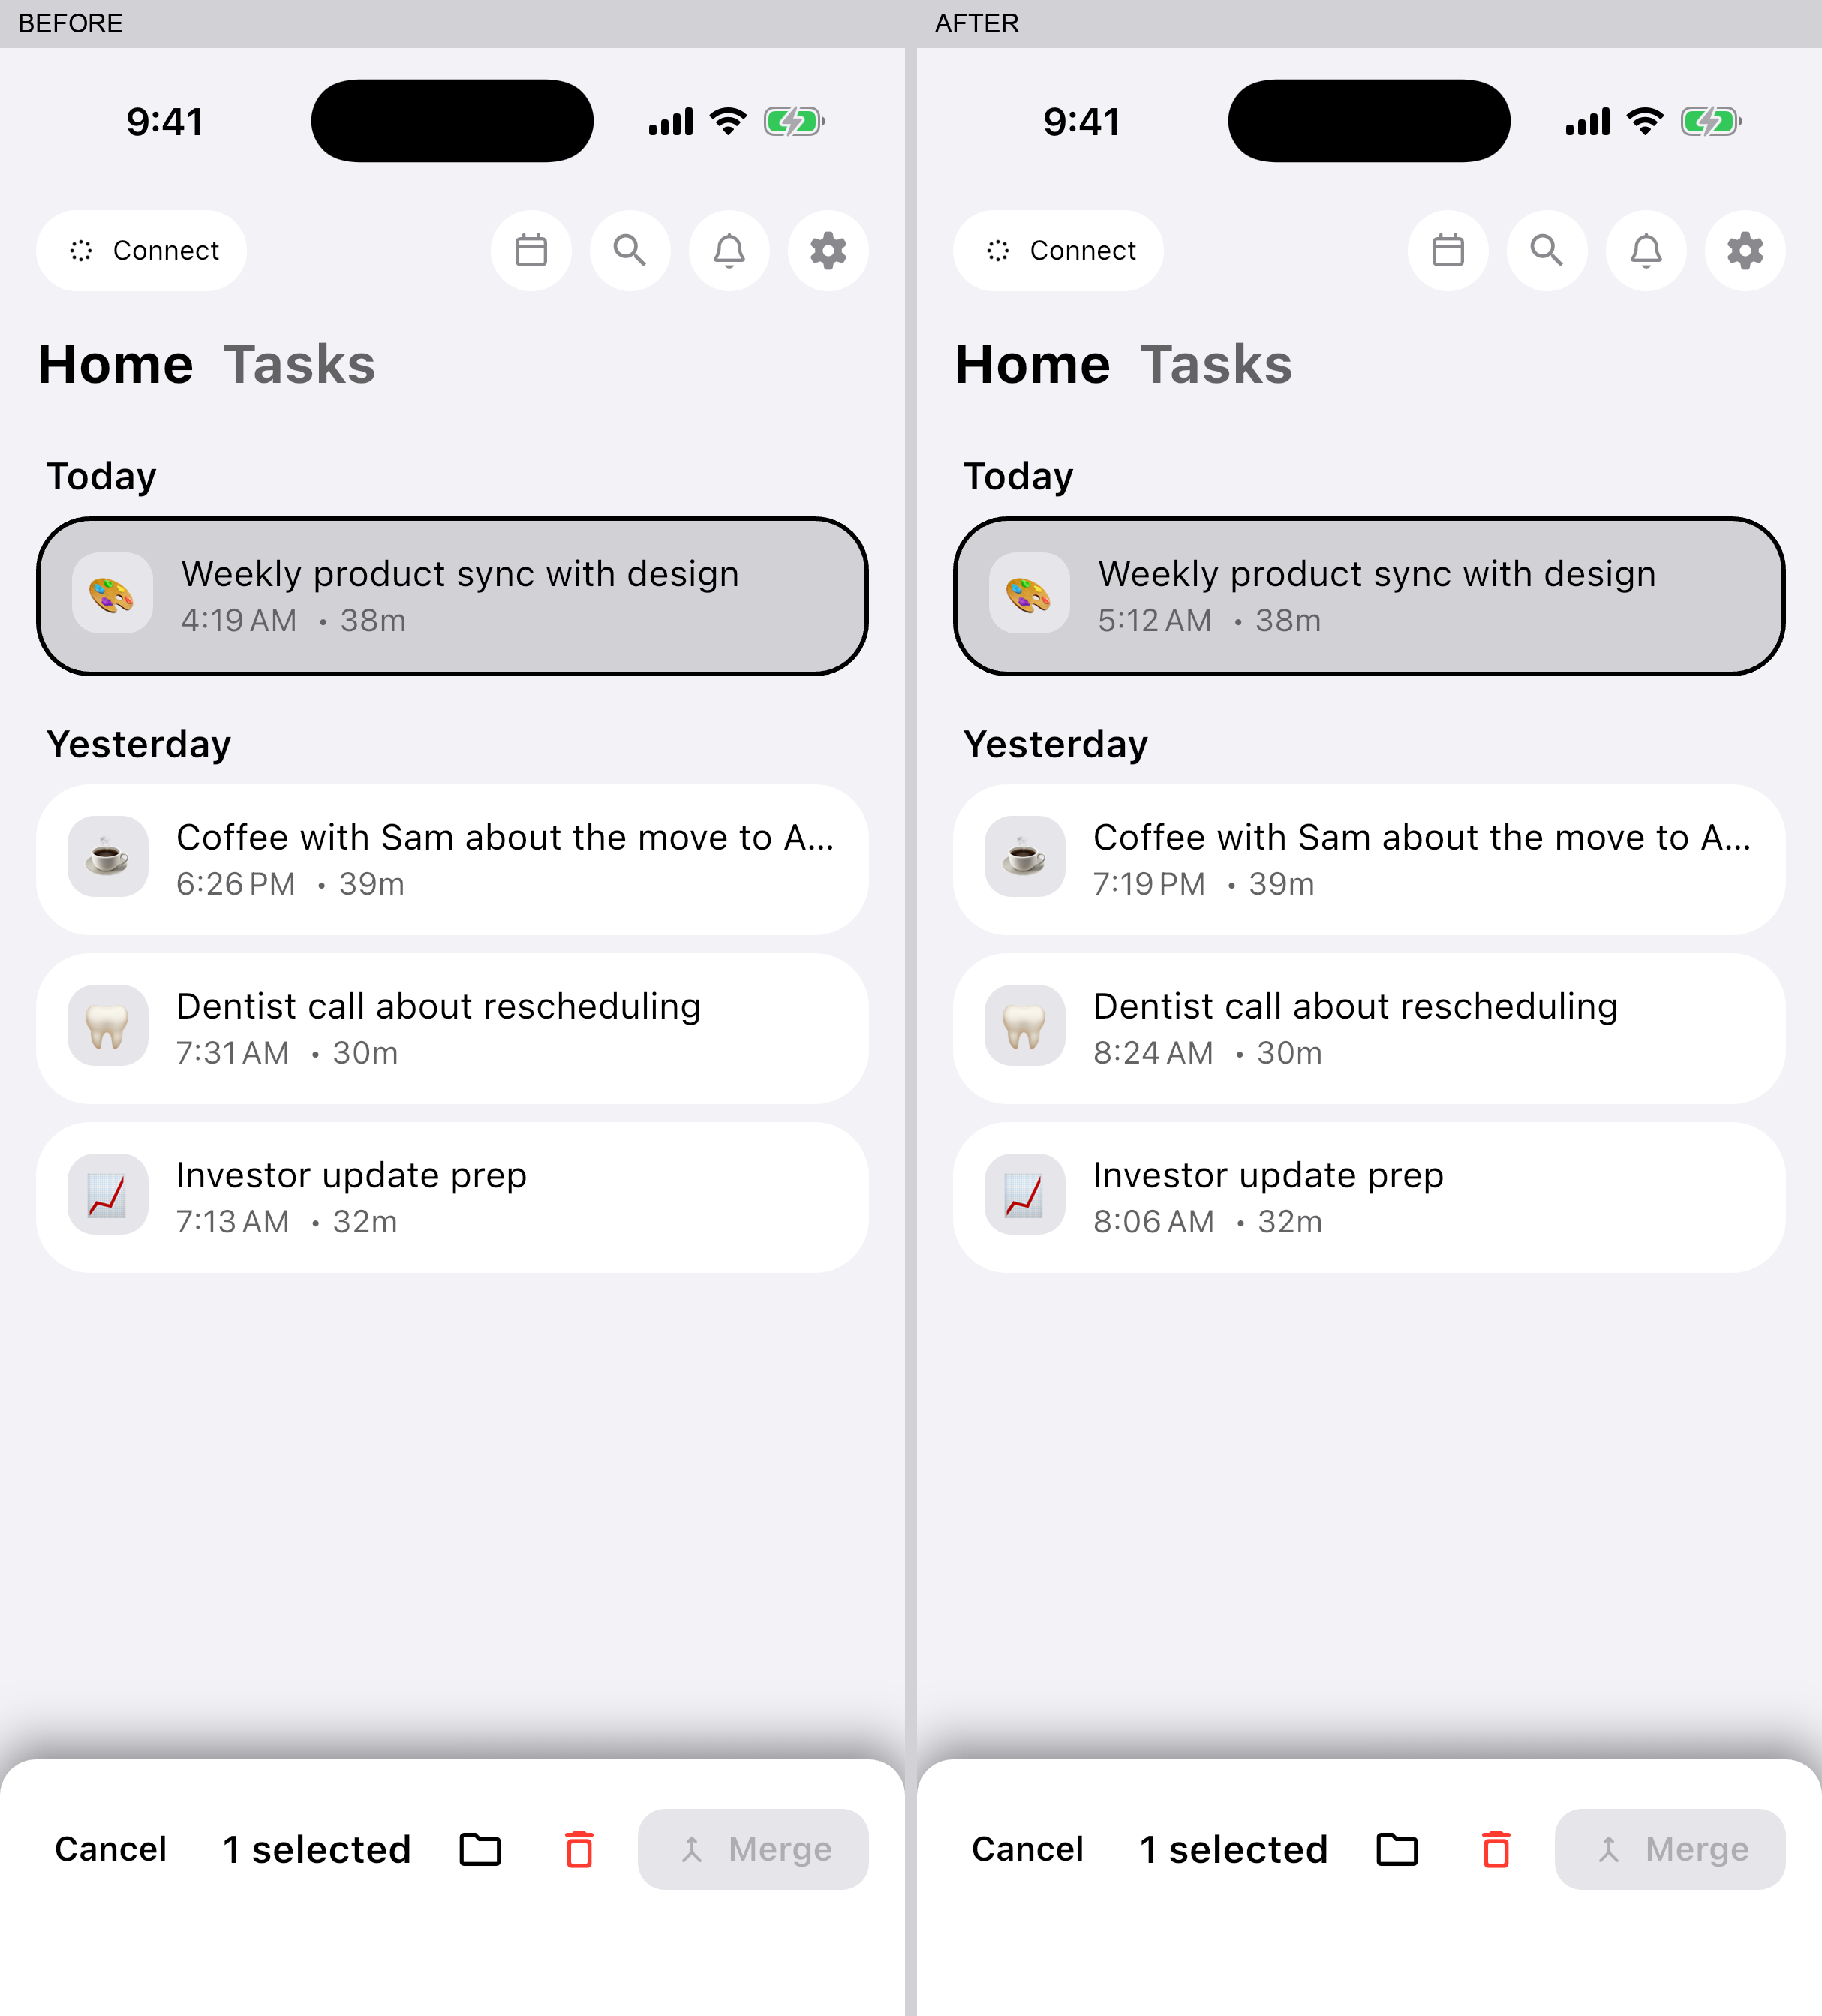 BEFORE
9:41
Connect
Home Tasks
Today
Weekly product sync with design
4:19 AM • 38m
Yesterday
Coffee with Sam about the move to A...
6:26 PM • 39m
Dentist call about rescheduling
7:31 AM • 30m
Investor update prep
7:13 AM • 32m
Cancel 1 selected Merge
AFTER
9:41
Connect
Home Tasks
Today
Weekly product sync with design
5:12 AM • 38m
Yesterday
Coffee with Sam about the move to A...
7:19 PM • 39m
Dentist call about rescheduling
8:24 AM • 30m
Investor update prep
8:06 AM • 32m
Cancel 1 selected Merge